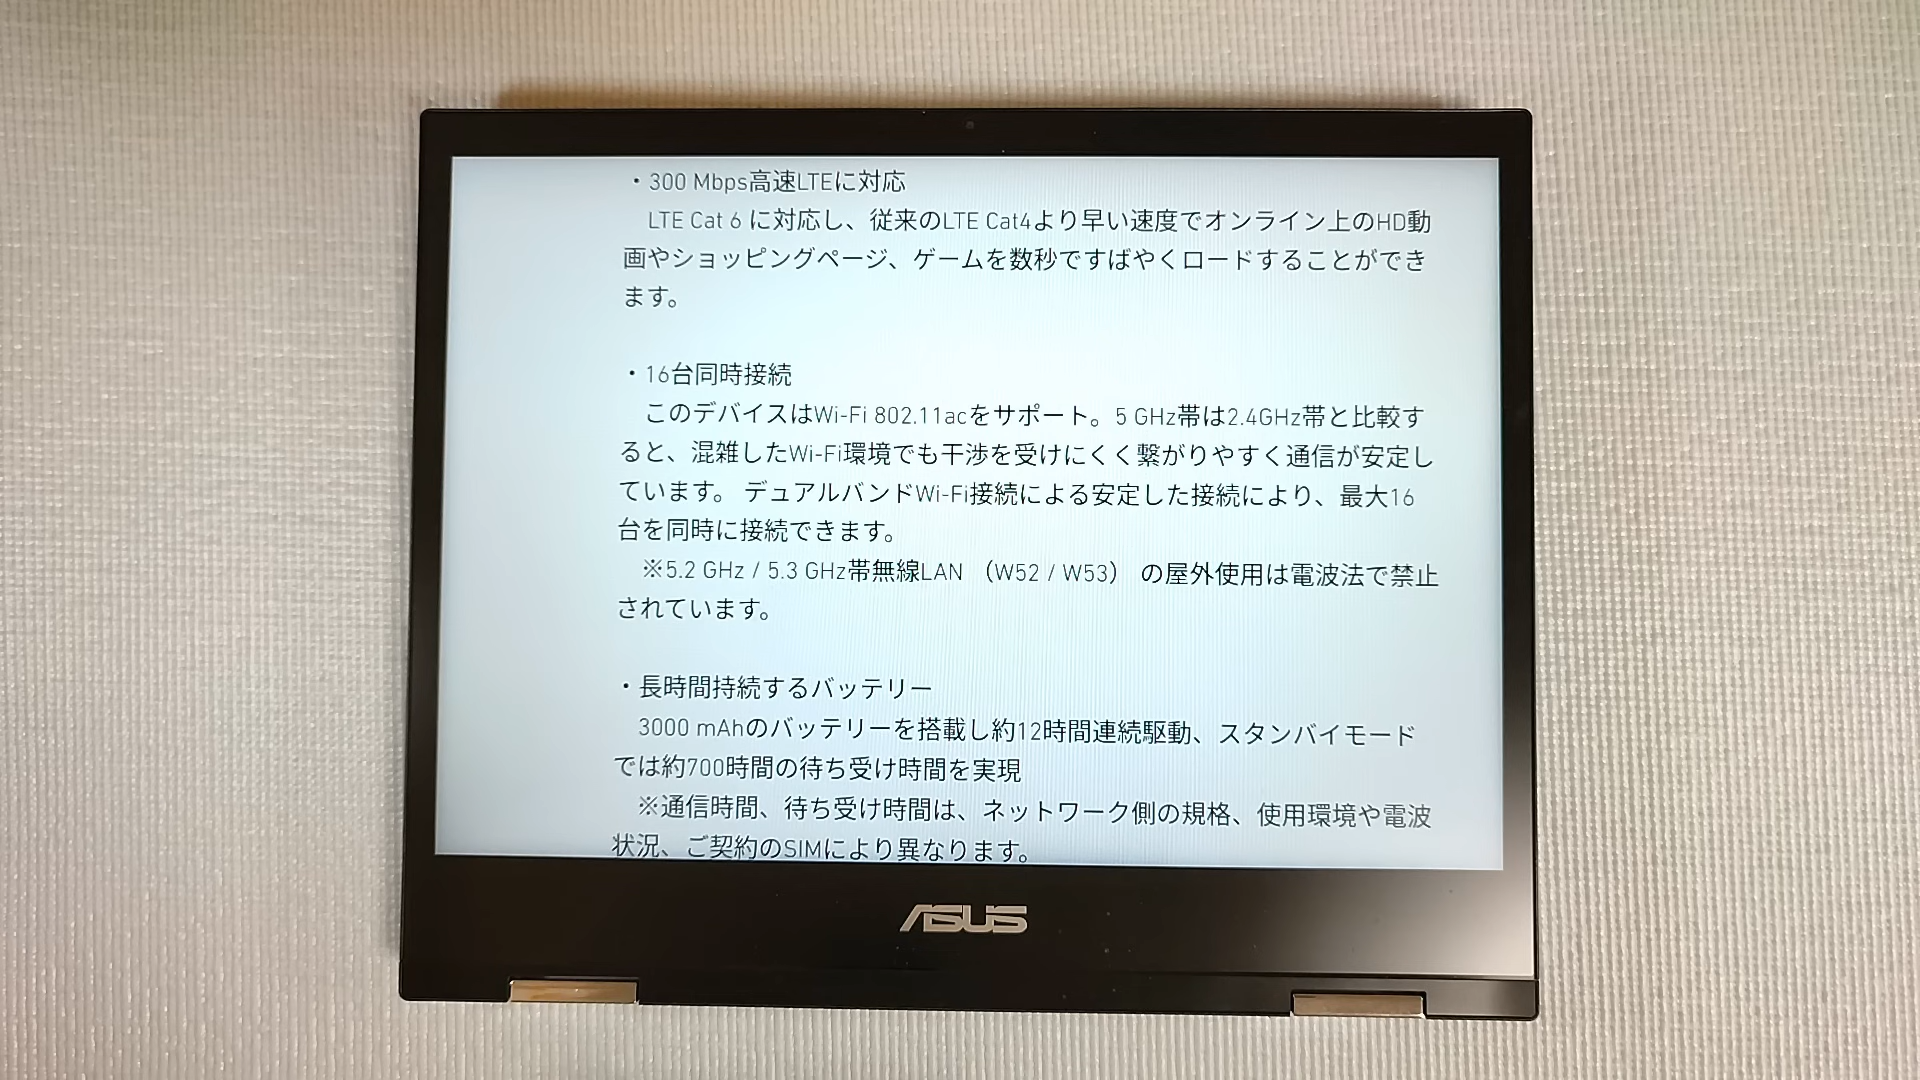 ・300 Mbps高速LTEに対応
LTE Cat 6 に対応し、従来のLTE Cat4より早い速度でオンライン上のHD動
画やショッピングページ、ゲームを数秒ですばやくロードすることができ
ます。
・16台同時接続
このデバイスはWi-Fi 802.11acをサポート。5 GHz帯は2.4GHz帯と比較す
ると、混雑したWi-Fi環境でも干渉を受けにくく繋がりやすく通信が安定し
ています。 デュアルバンドWi-Fi接続による安定した接続により、最大16
台を同時に接続できます。
※5.2 GHz / 5.3 GHz帯無線LAN （W52 / W53） の屋外使用は電波法で禁止
されています。
・長時間持続するバッテリー
3000 mAhのバッテリーを搭載し約12時間連続駆動、スタンバイモード
では約700時間の待ち受け時間を実現
※通信時間、待ち受け時間は、ネットワーク側の規格、使用環境や電波
状況、ご契約のSIMにより異なります。
ASUS